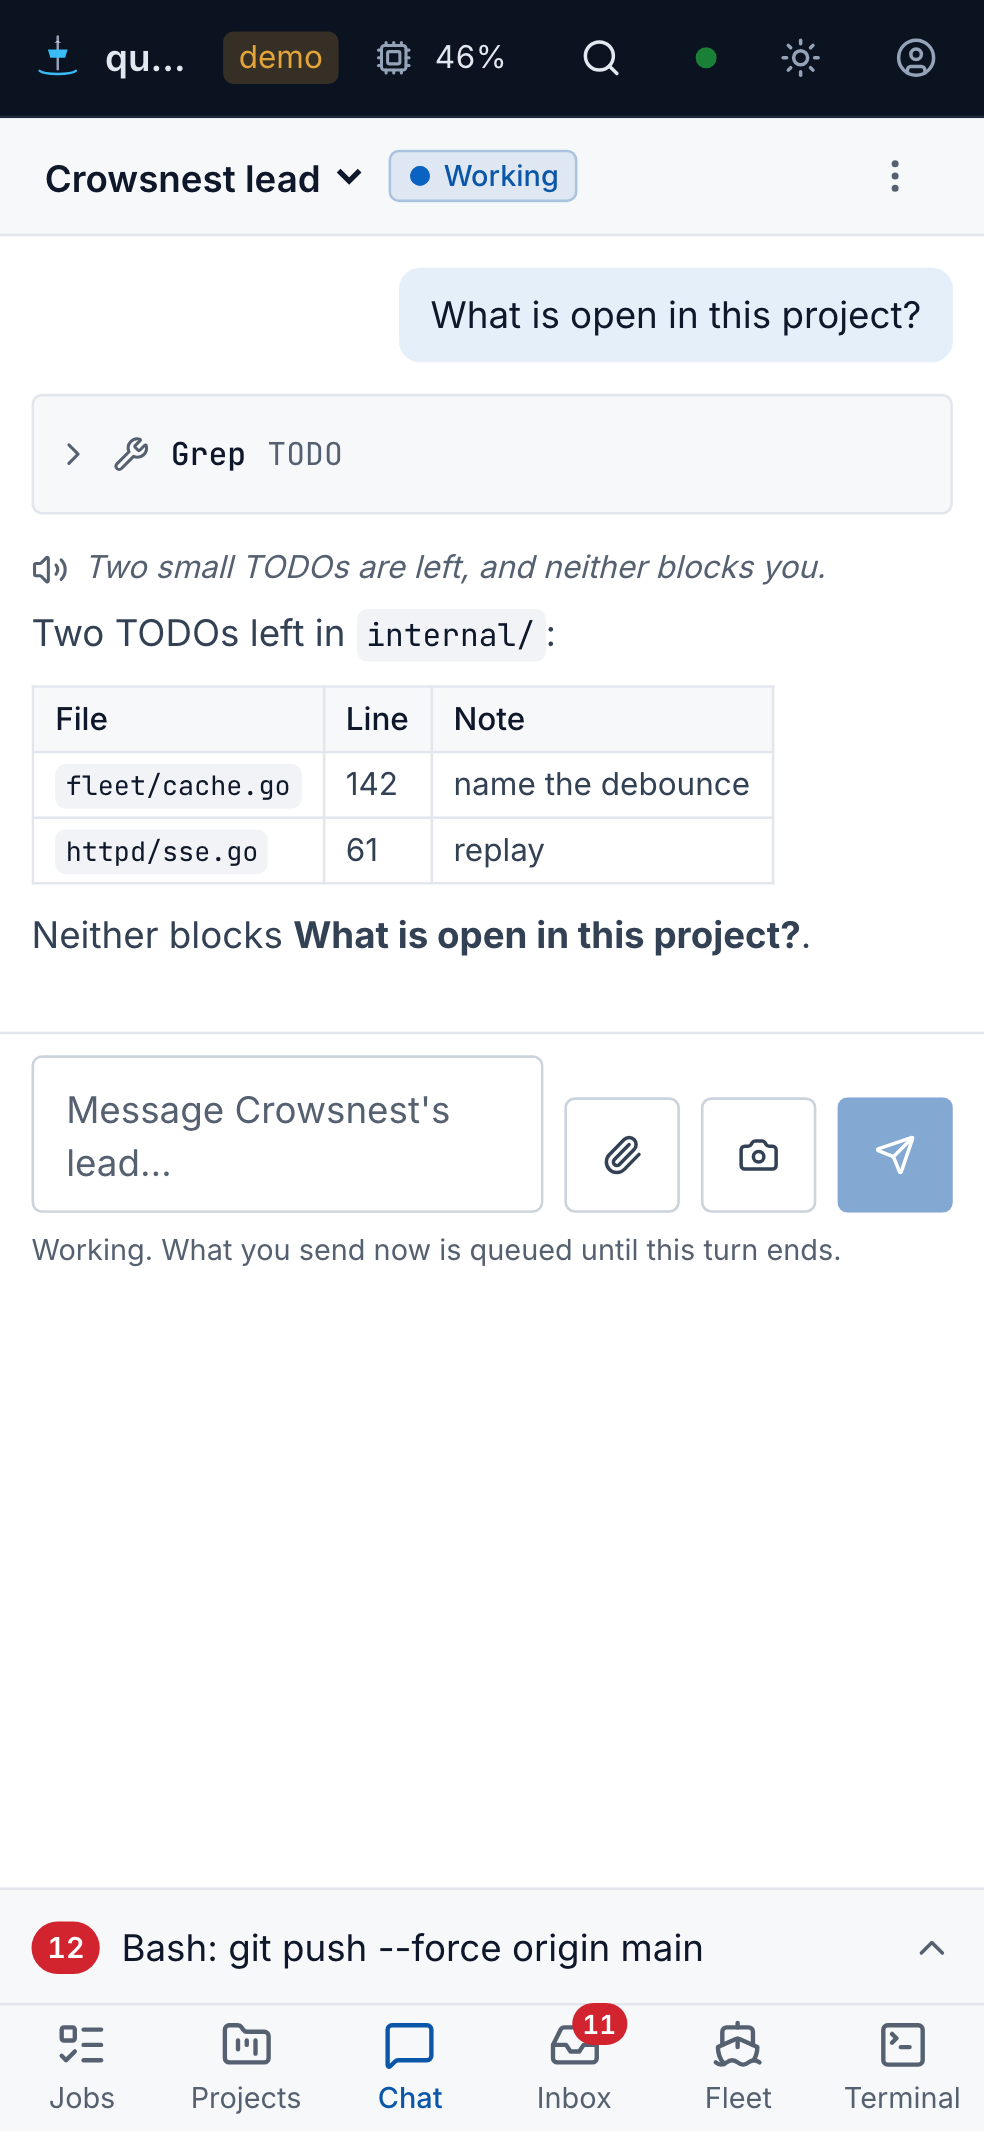 qu...
demo
46%
Crowsnest lead
Working
What is open in this project?
Grep TODO
Two small TODOs are left, and neither blocks you.
Two TODOs left in internal/:
File Line Note
fleet/cache.go 142 name the debounce
httpd/sse.go 61 replay
Neither blocks What is open in this project?.
Message Crowsnest's
lead...
Working. What you send now is queued until this turn ends.
12 Bash: git push --force origin main
11
Jobs Projects Chat Inbox Fleet Terminal